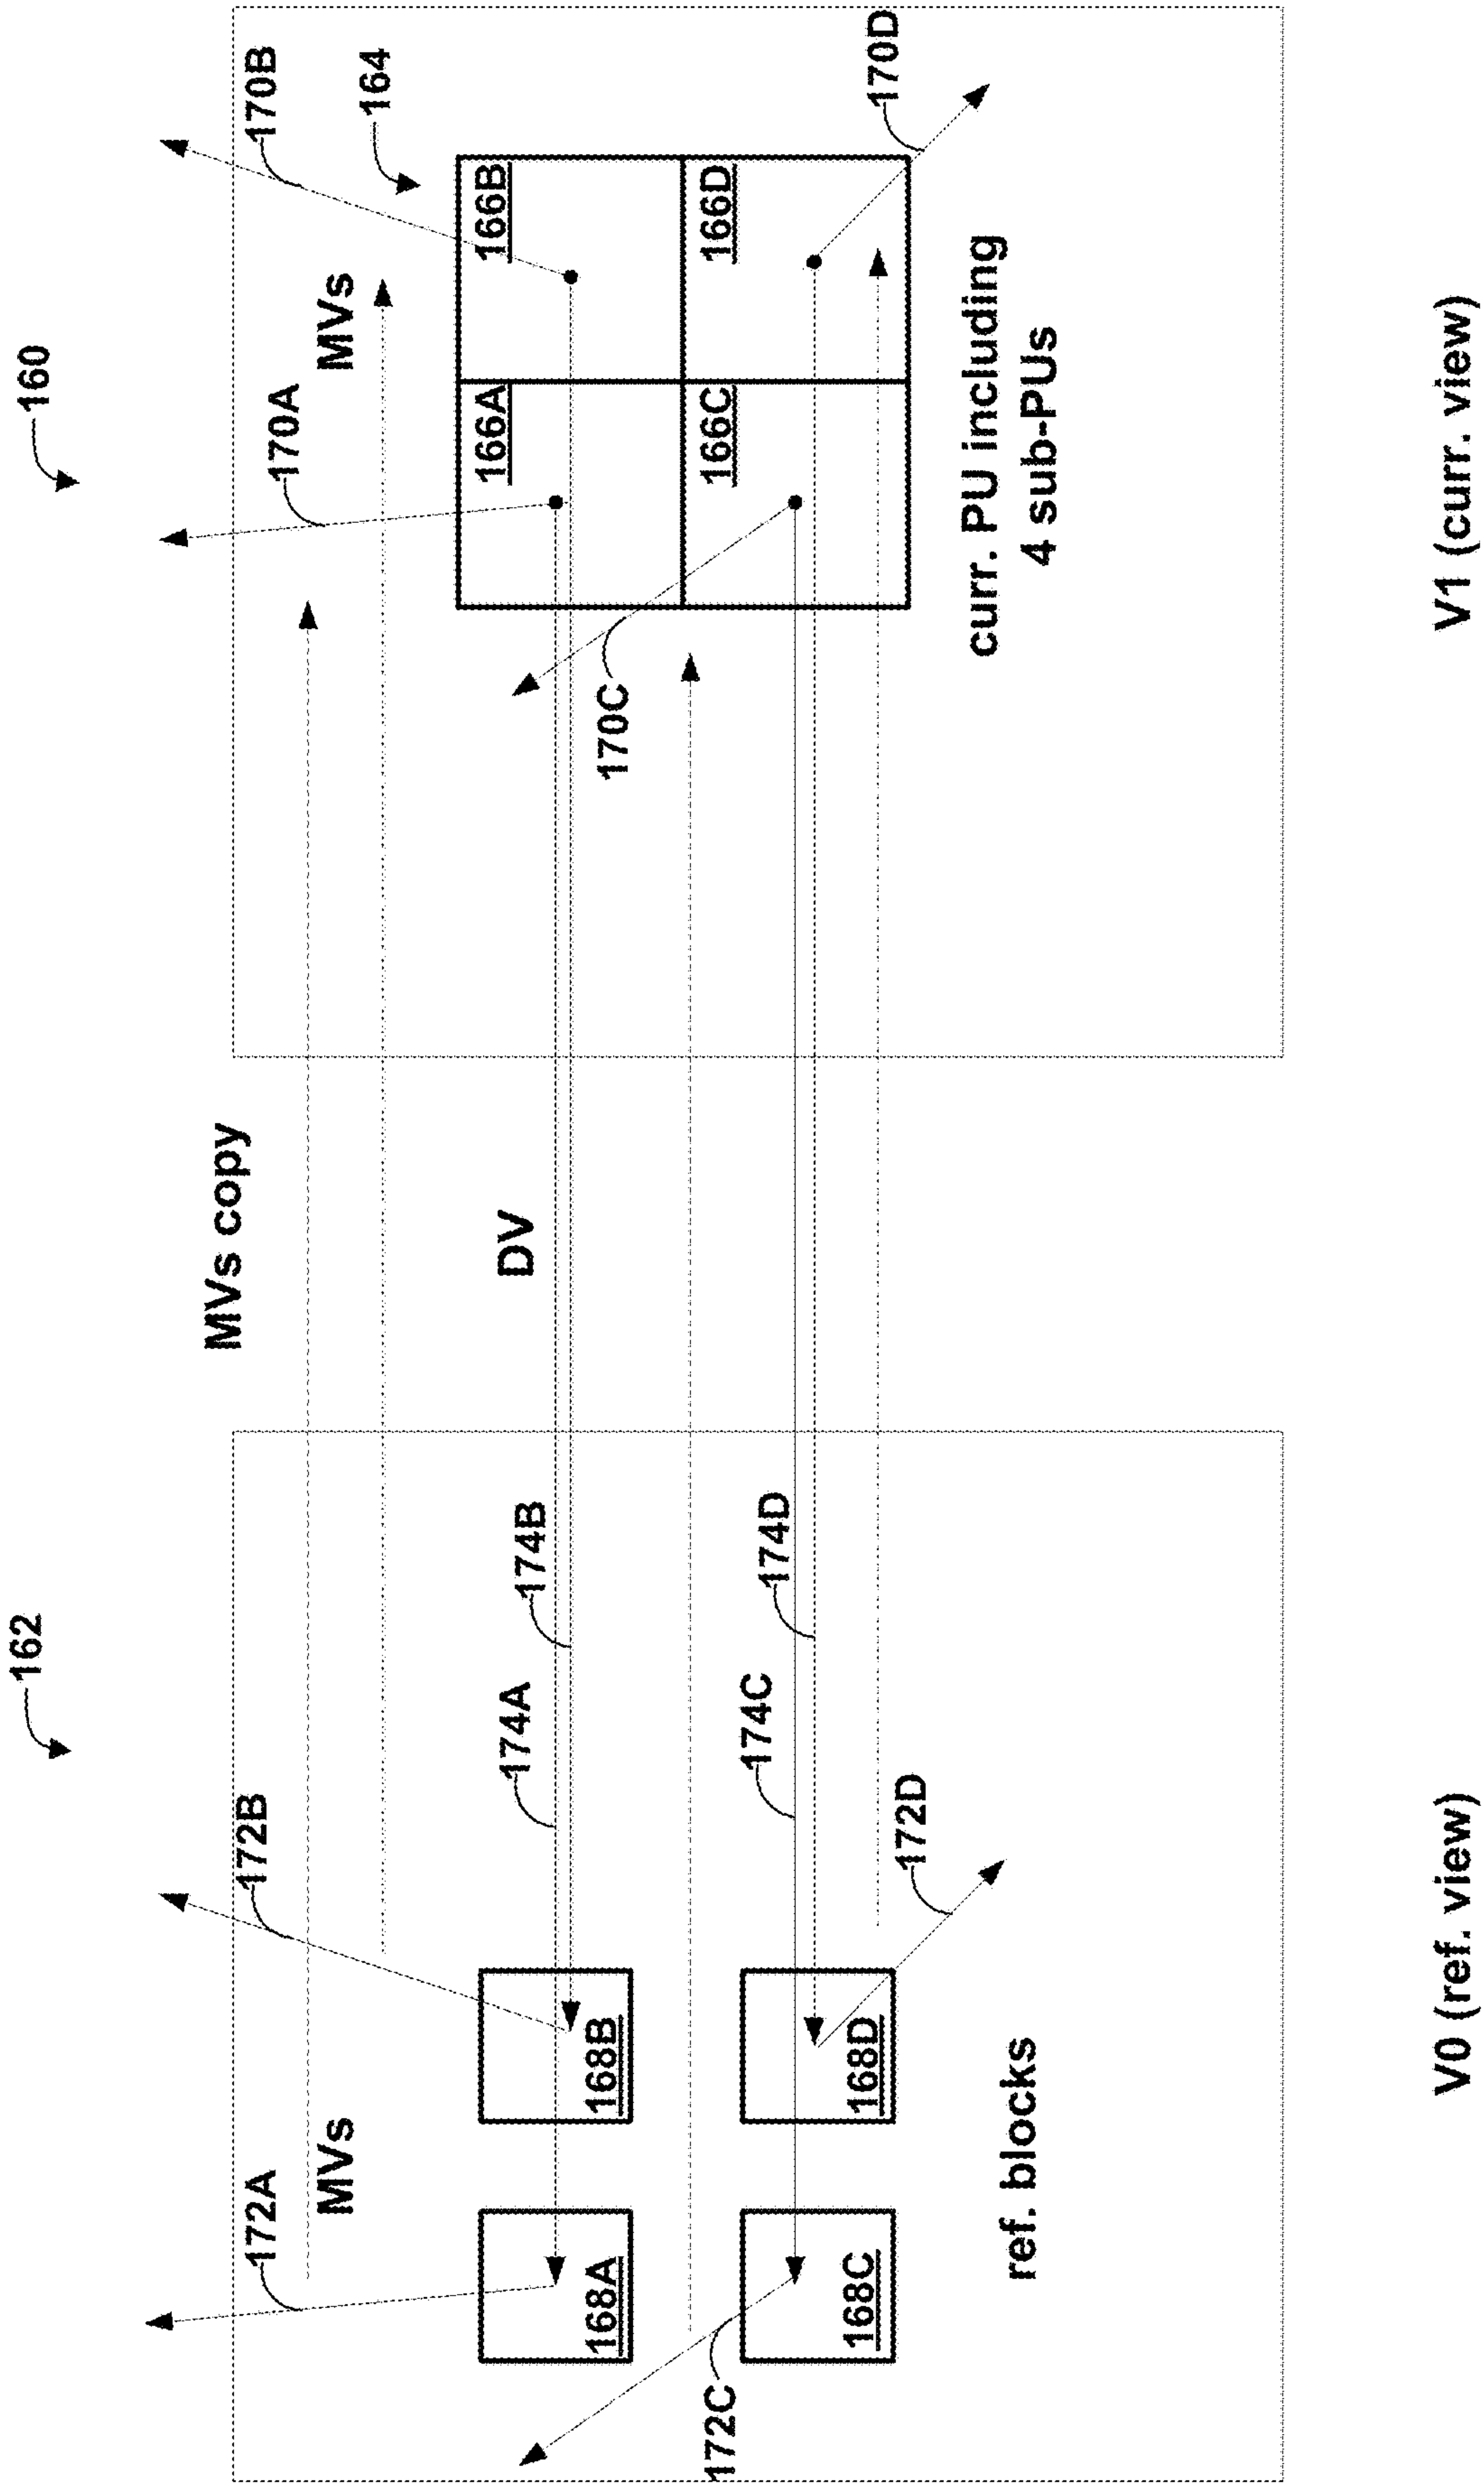 162
160
MVs copy
172A
172B
170A
170B
MVs
MVs
164
174A
174B
DV
168A
168B
166A
166B
172C
174C
174D
170C
166C
166D
168C
168D
172D
170D
ref. blocks
curr. PU including
4 sub-PUs
V0 (ref. view)
V1 (curr. view)